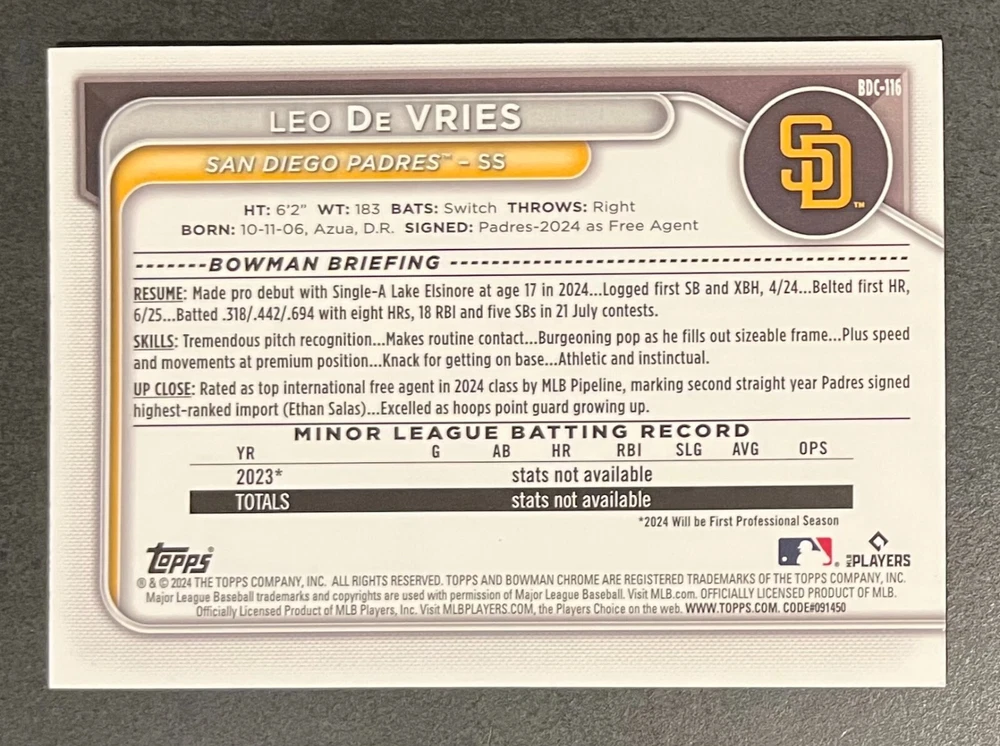 BDC-116
LEO DE VRIES
SAN DIEGO PADRES™ – SS
SD™
HT: 6'2" WT: 183 BATS: Switch THROWS: Right
BORN: 10-11-06, Azua, D.R. SIGNED: Padres-2024 as Free Agent
-------BOWMAN BRIEFING -------------------------------------------
RESUME: Made pro debut with Single-A Lake Elsinore at age 17 in 2024...Logged first SB and XBH, 4/24...Belted first HR,
6/25...Batted .318/.442/.694 with eight HRs, 18 RBI and five SBs in 21 July contests.
SKILLS: Tremendous pitch recognition...Makes routine contact...Burgeoning pop as he fills out sizeable frame...Plus speed
and movements at premium position...Knack for getting on base...Athletic and instinctual.
UP CLOSE: Rated as top international free agent in 2024 class by MLB Pipeline, marking second straight year Padres signed
highest-ranked import (Ethan Salas)...Excelled as hoops point guard growing up.
MINOR LEAGUE BATTING RECORD
YR G AB HR RBI SLG AVG OPS
2023* stats not available
TOTALS stats not available
*2024 Will be First Professional Season
Topps® ® MLB PLAYERS
® & © 2024 THE TOPPS COMPANY, INC. ALL RIGHTS RESERVED. TOPPS AND BOWMAN CHROME ARE REGISTERED TRADEMARKS OF THE TOPPS COMPANY, INC.
Major League Baseball trademarks and copyrights are used with permission of Major League Baseball. Visit MLB.com. OFFICIALLY LICENSED PRODUCT OF MLB.
Officially Licensed Product of MLB Players, Inc. Visit MLBPLAYERS.COM, the Players Choice on the web. WWW.TOPPS.COM. CODE#091450